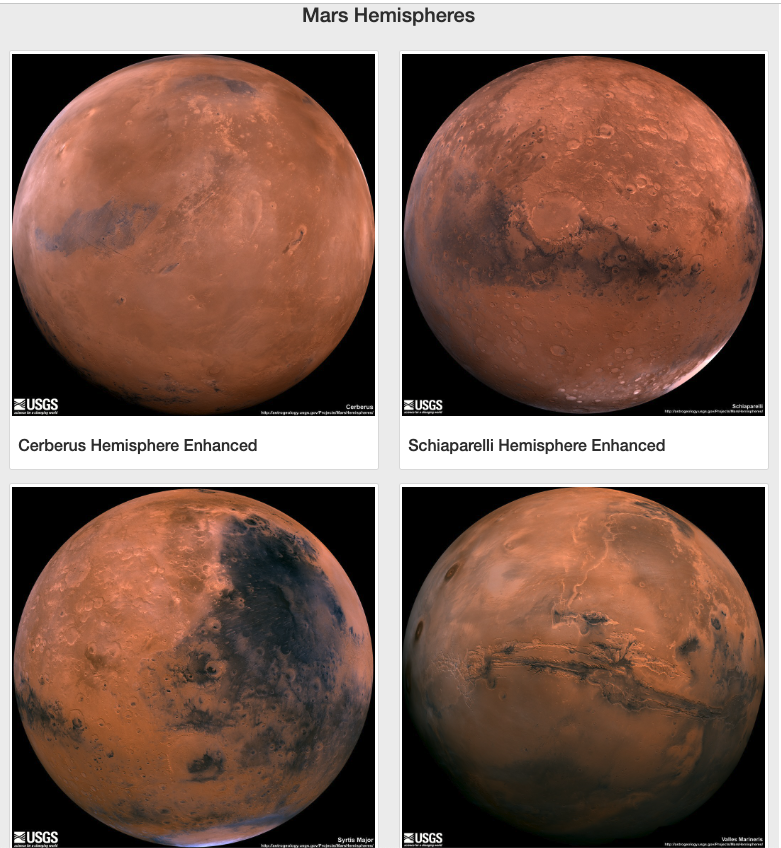 Mars Hemispheres
USGS
science for a changing world
Cerberus
http://astrogeology.usgs.gov/Projects/MarsHemispheres/
USGS
science for a changing world
Schiaparelli
http://astrogeology.usgs.gov/Projects/MarsHemispheres/
Cerberus Hemisphere Enhanced
Schiaparelli Hemisphere Enhanced
USGS
science for a changing world
Syrtis Major
http://astrogeology.usgs.gov/Projects/MarsHemispheres/
USGS
science for a changing world
Valles Marineris
http://astrogeology.usgs.gov/Projects/MarsHemispheres/